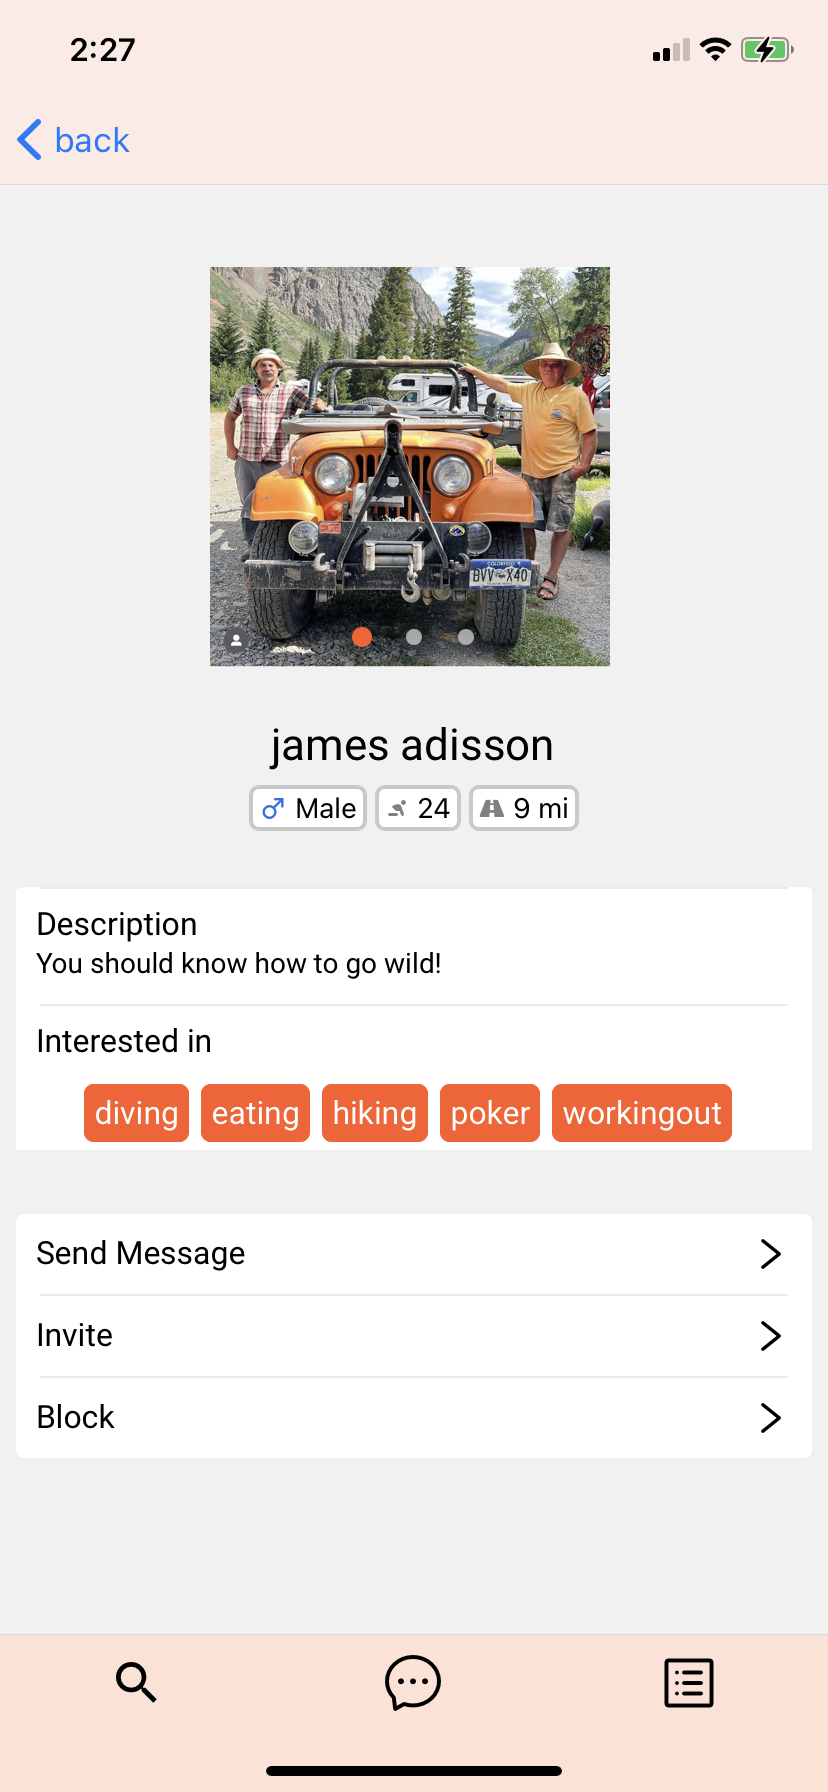 2:27
back
COLORADO
BVV X40
james adisson
Male 24 9 mi
Description
You should know how to go wild!
Interested in
diving eating hiking poker workingout
Send Message
Invite
Block